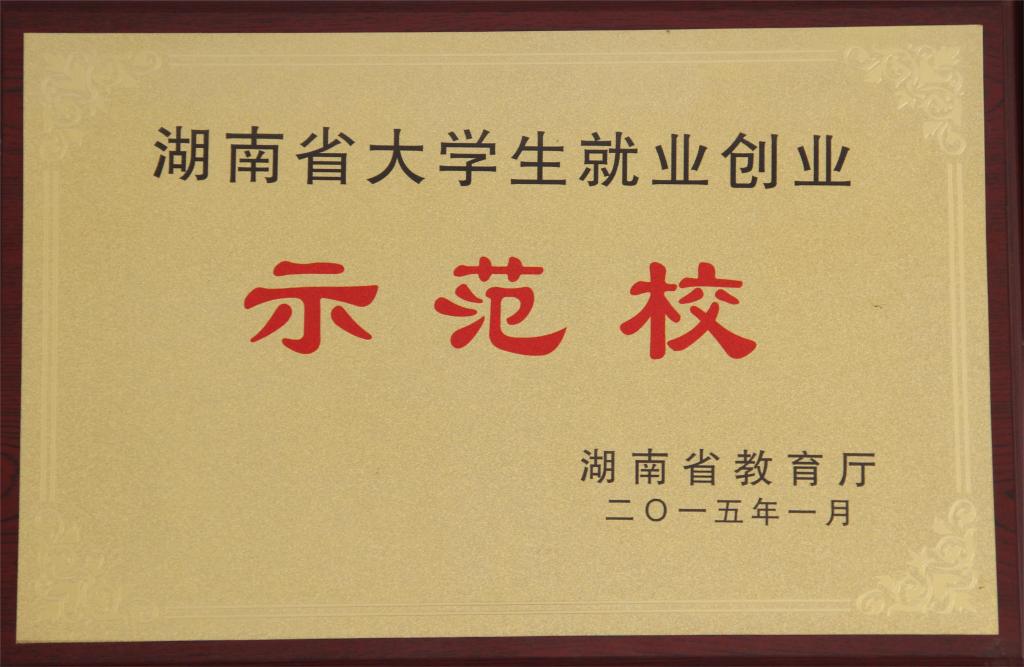 湖南省大学生就业创业
示范校
湖南省教育厅
二〇一五年一月